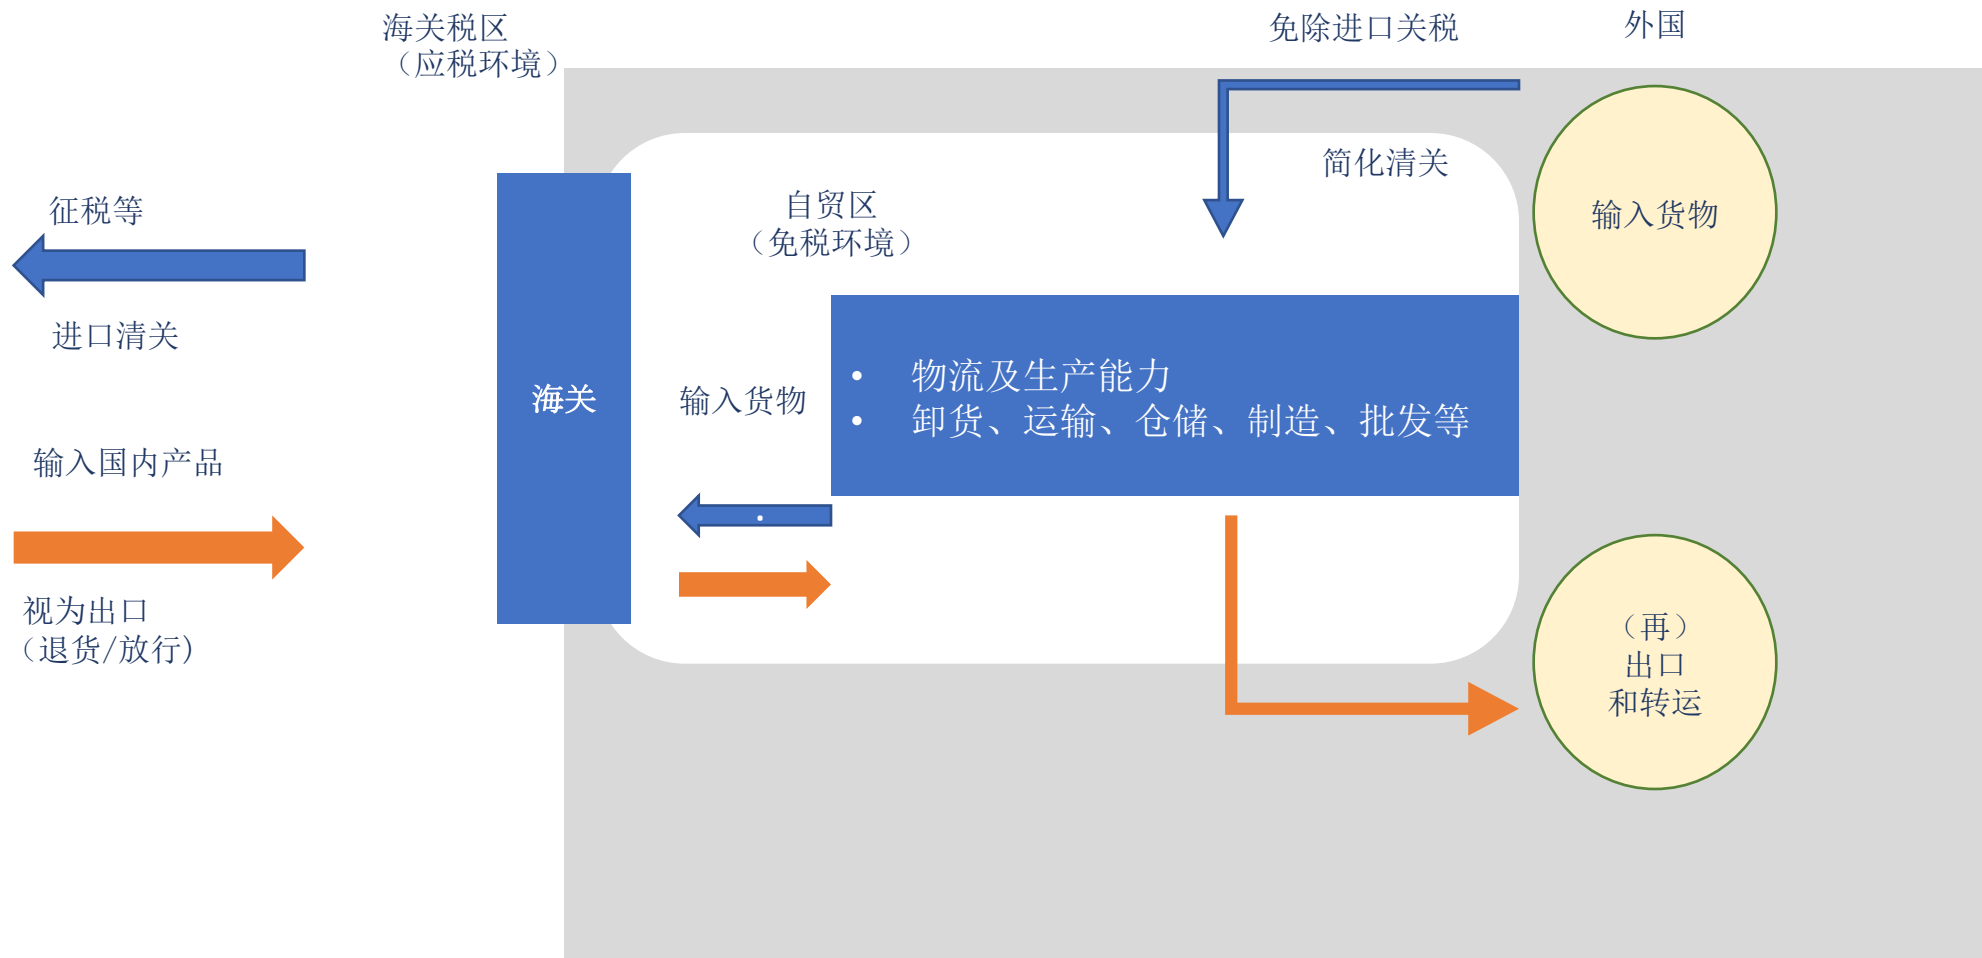 海关税区
（应税环境）
免除进口关税
外国
征税等
进口清关
输入国内产品
视为出口
（退货/放行)
海关
自贸区
（免税环境）
简化清关
输入货物
输入货物
• 物流及生产能力
• 卸货、运输、仓储、制造、批发等
（再）
出口
和转运